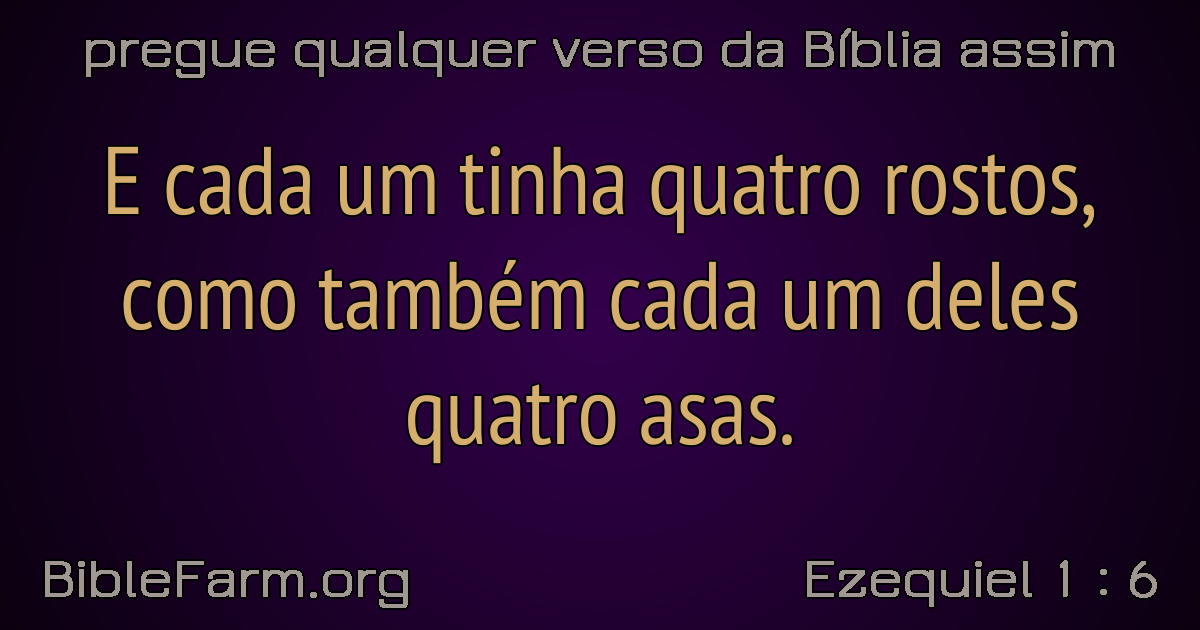 pregue qualquer verso da Bíblia assim
E cada um tinha quatro rostos,
como também cada um deles
quatro asas.
BibleFarm.org
Ezequiel 1 : 6